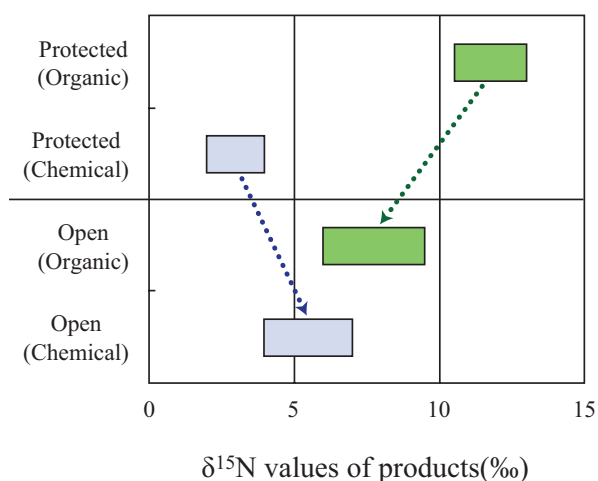 Protected
(Organic)
Protected
(Chemical)
Open
(Organic)
Open
(Chemical)
0 5 10 15
δ¹⁵N values of products(‰)